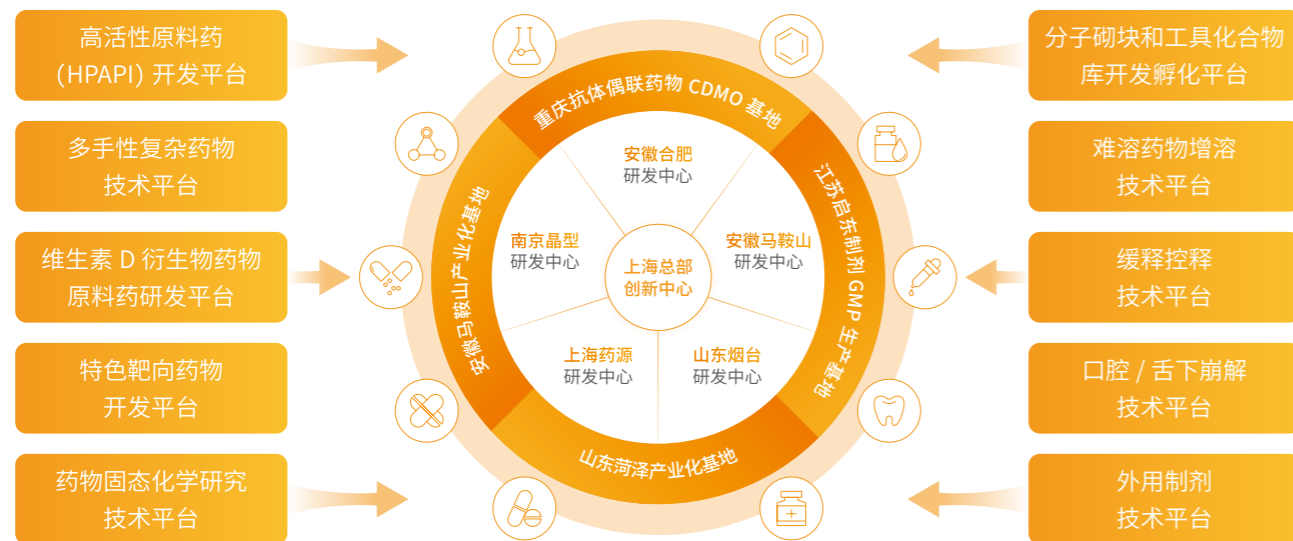 高活性原料药
(HPAPI) 开发平台
多手性复杂药物
技术平台
维生素 D 衍生物药物
原料药研发平台
特色靶向药物
开发平台
药物固态化学研究
技术平台
重庆抗体偶联药物 CDMO 基地
江苏启东制剂 GMP 生产基地
山东菏泽产业化基地
安徽马鞍山产业化基地
安徽合肥
研发中心
南京晶型
研发中心
安徽马鞍山
研发中心
上海总部
创新中心
上海药源
研发中心
山东烟台
研发中心
分子砌块和工具化合物
库开发孵化平台
难溶药物增溶
技术平台
缓释控释
技术平台
口腔 / 舌下崩解
技术平台
外用制剂
技术平台